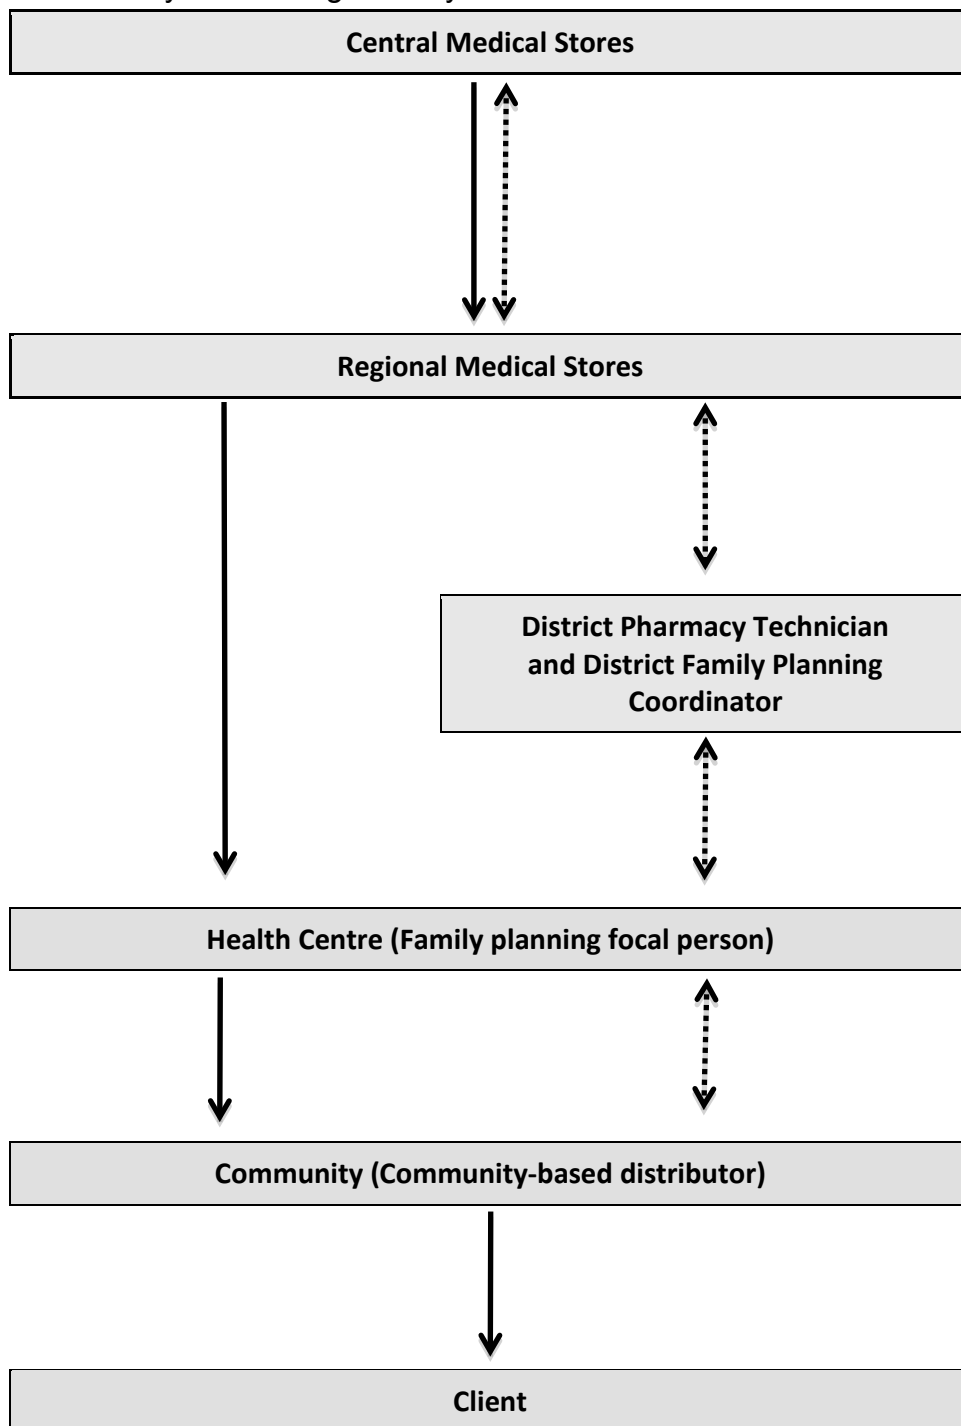 Central Medical Stores
Regional Medical Stores
District Pharmacy Technician
and District Family Planning
Coordinator
Health Centre (Family planning focal person)
Community (Community-based distributor)
Client